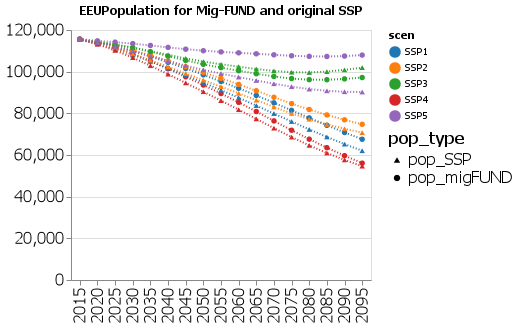 EEUPopulation for Mig-FUND and original SSP
120,000
100,000
80,000
60,000
40,000
20,000
0
2015
2020
2025
2030
2035
2040
2045
2050
2055
2060
2065
2070
2075
2080
2085
2090
2095
scen
SSP1
SSP2
SSP3
SSP4
SSP5
pop_type
pop_SSP
pop_migFUND